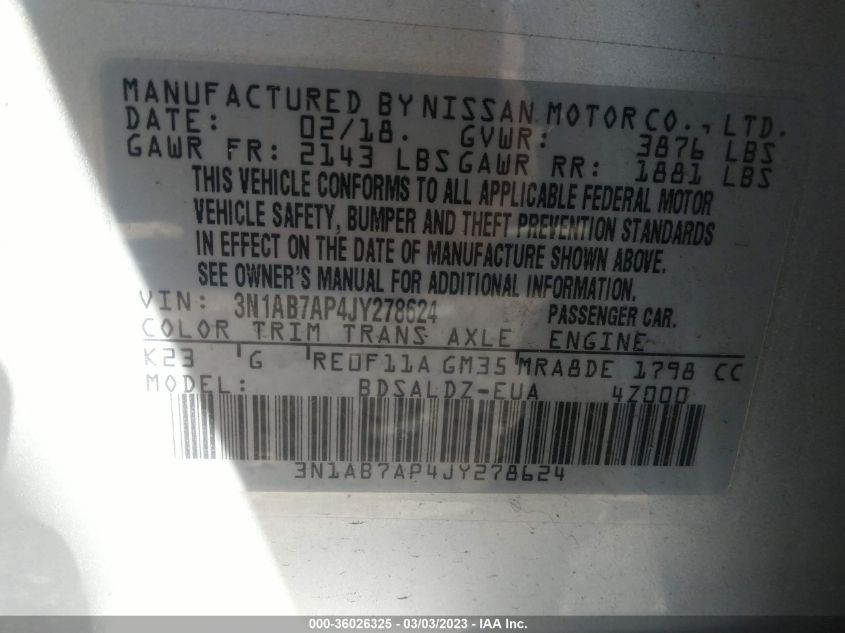 MANUFACTURED BY NISSAN MOTOR CO., LTD.
DATE: 02/18. GVWR: 3876 LBS
GAWR FR: 2143 LBS GAWR RR: 1881 LBS
THIS VEHICLE CONFORMS TO ALL APPLICABLE FEDERAL MOTOR
VEHICLE SAFETY, BUMPER AND THEFT PREVENTION STANDARDS
IN EFFECT ON THE DATE OF MANUFACTURE SHOWN ABOVE.
SEE OWNER'S MANUAL FOR ADDITIONAL INFORMATION.
VIN: 3N1AB7AP4JY278624 PASSENGER CAR.
COLOR TRIM TRANS AXLE ENGINE
K23 G RE0F11A GM35 MRA8DE 1798 CC
MODEL: BDSALDZ-EUA 4Z000
3N1AB7AP4JY278624
000-36026325 - 03/03/2023 - IAA Inc.